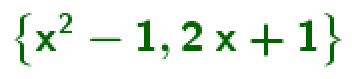 {x² − 1, 2 x + 1}